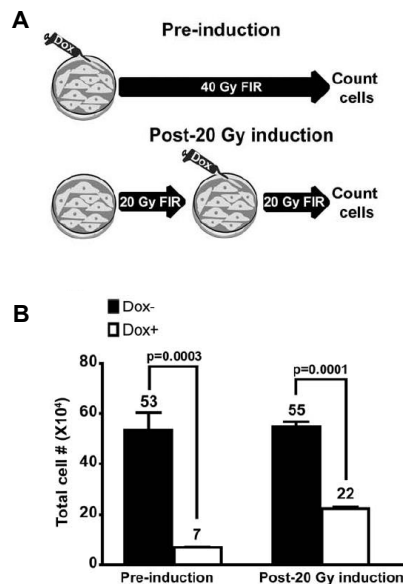 A
Pre-induction
Dox
40 Gy FIR
Count
cells
Post-20 Gy induction
Dox
20 Gy FIR
20 Gy FIR
Count
cells
B
Dox-
Dox+
Total cell # (X10⁴)
80
60
40
20
0
p=0.0003
53
7
p=0.0001
55
22
Pre-induction
Post-20 Gy induction